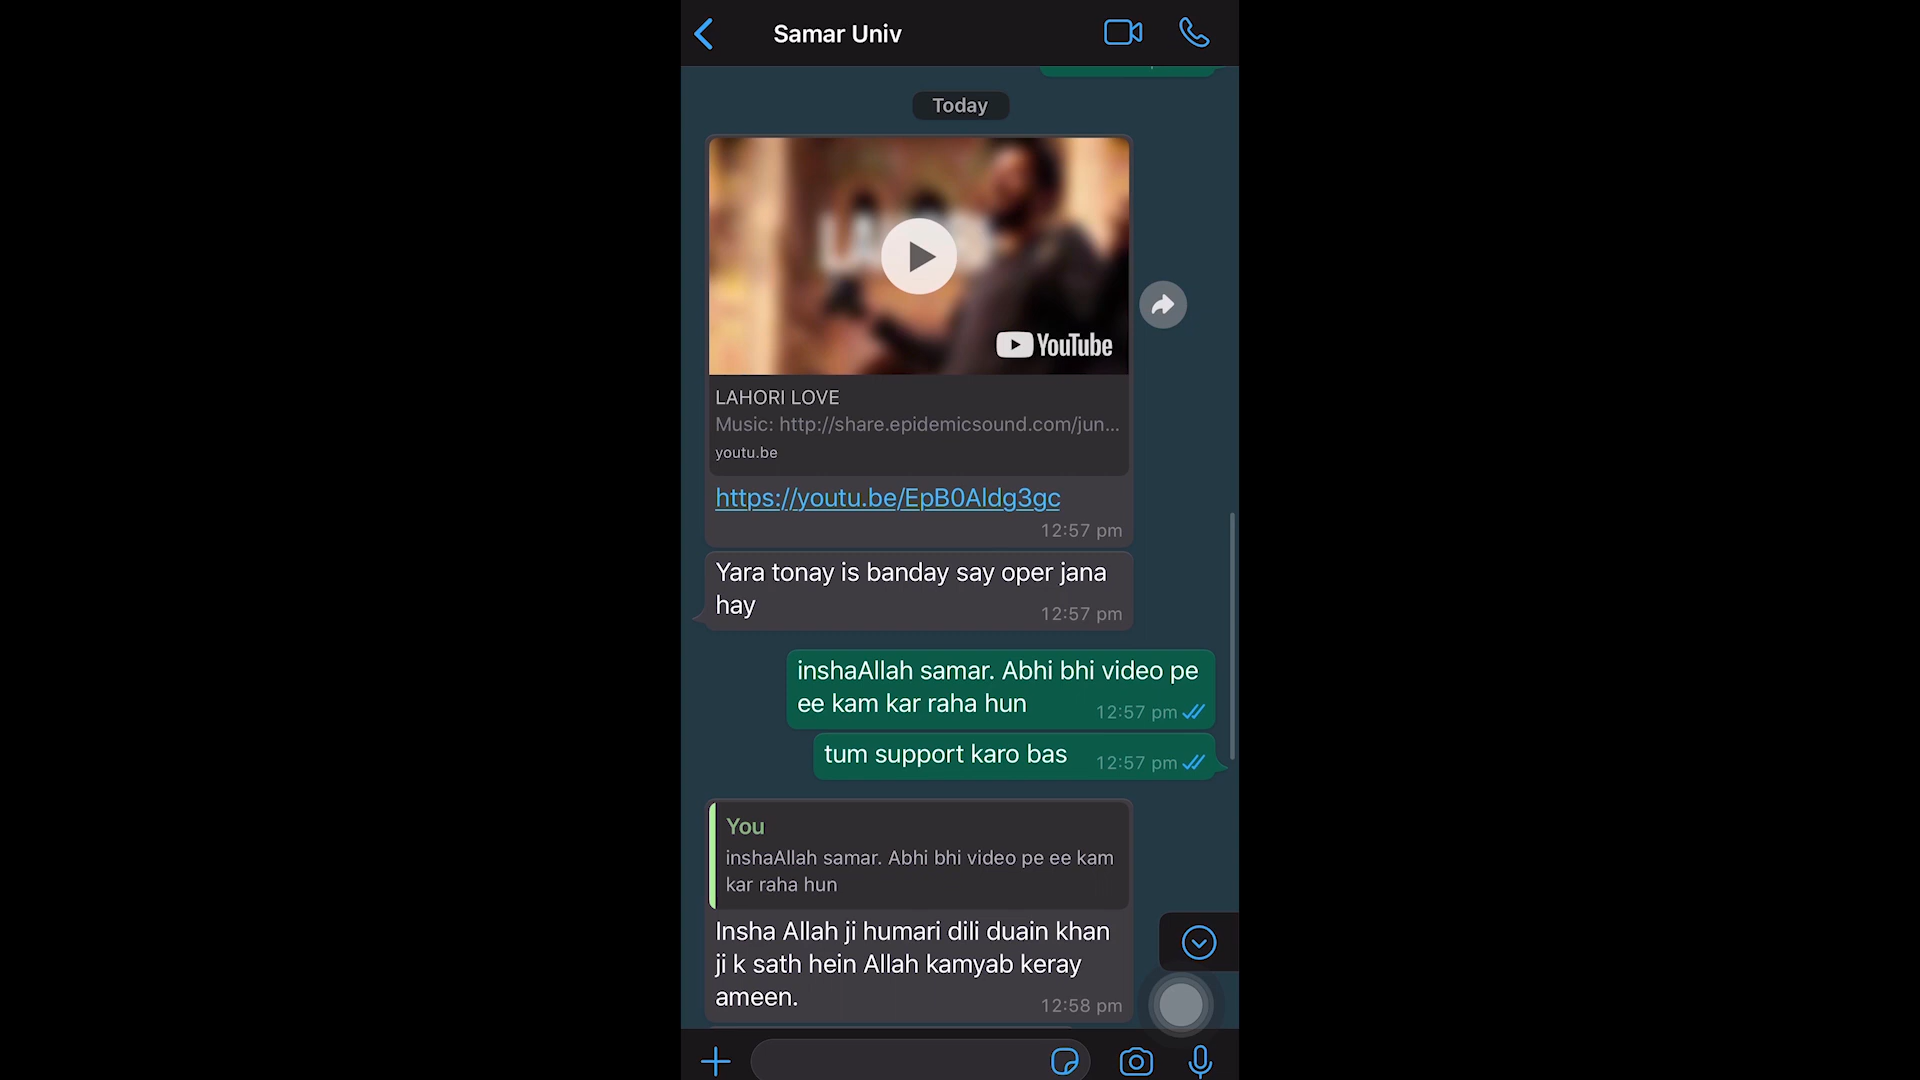 Samar Univ
Today
YouTube
LAHORI LOVE
Music: http://share.epidemicsound.com/jun...
youtu.be
https://youtu.be/EpB0Aldg3gc
12:57 pm
Yara tonay is banday say oper jana
hay
12:57 pm
inshaAllah samar. Abhi bhi video pe
ee kam kar raha hun
12:57 pm
tum support karo bas
12:57 pm
You
inshaAllah samar. Abhi bhi video pe ee kam
kar raha hun
Insha Allah ji humari dili duain khan
ji k sath hein Allah kamyab keray
ameen.
12:58 pm